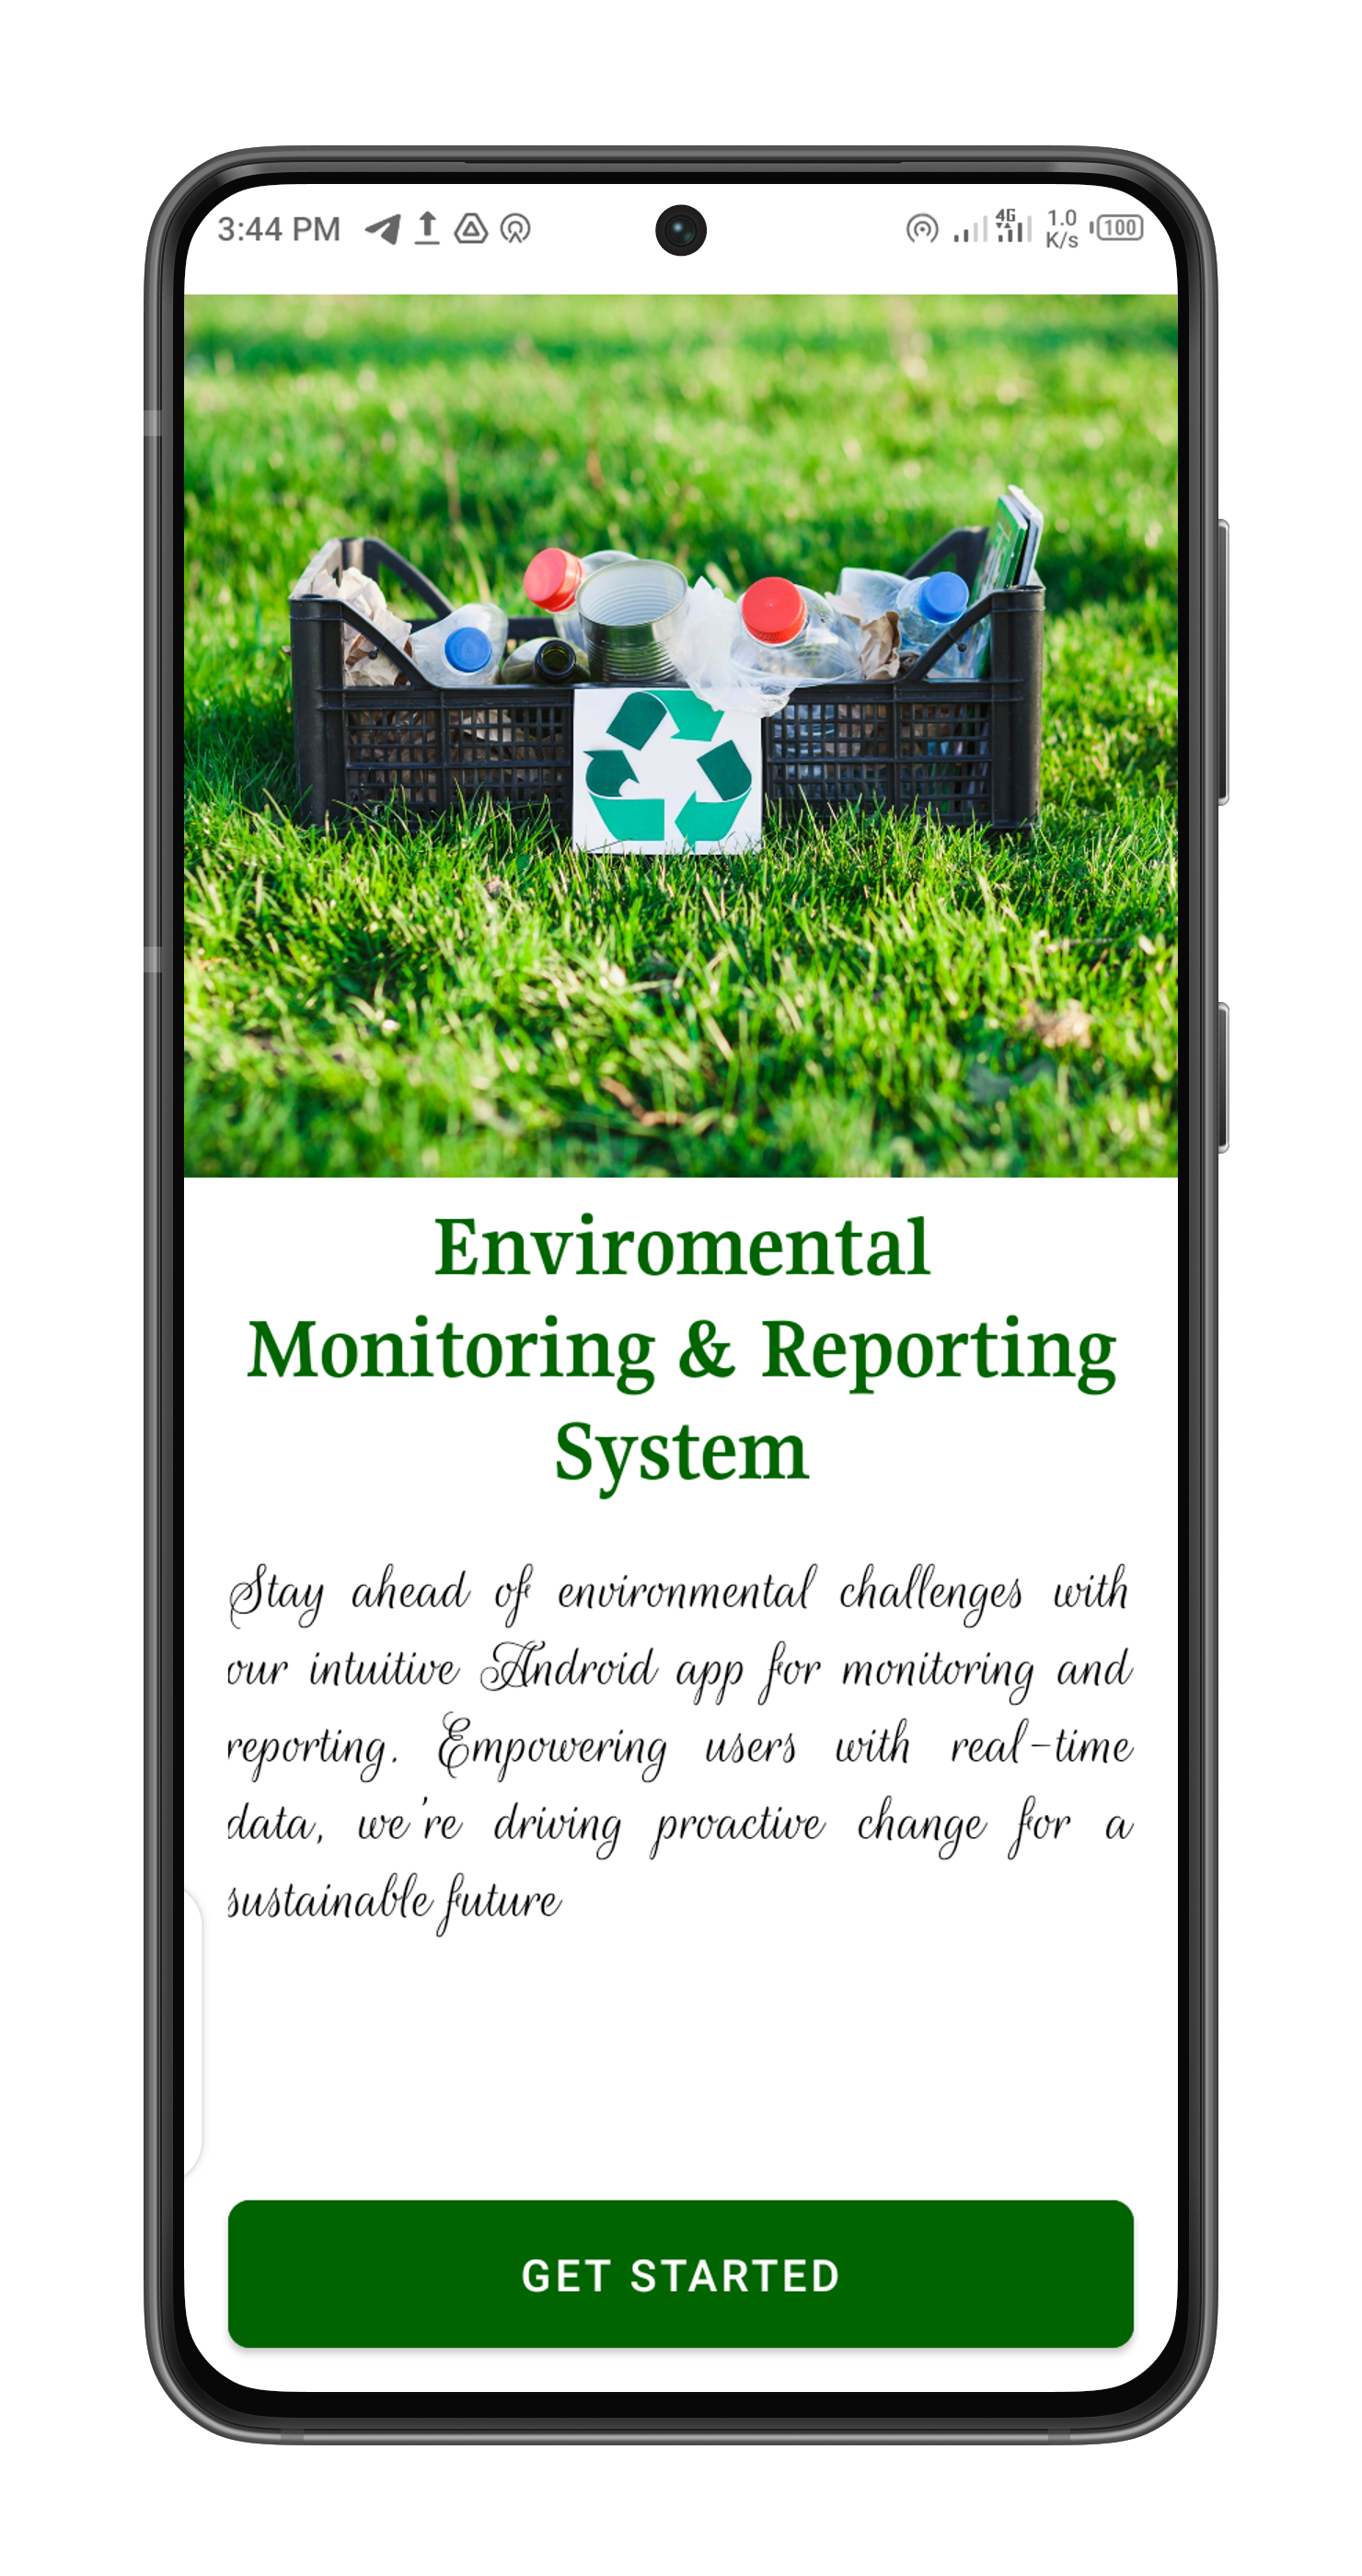 3:44 PM
4G
1.0
K/s
100
Enviromental
Monitoring & Reporting
System
Stay ahead of environmental challenges with
our intuitive Android app for monitoring and
reporting. Empowering users with real-time
data, we're driving proactive change for a
sustainable future
GET STARTED